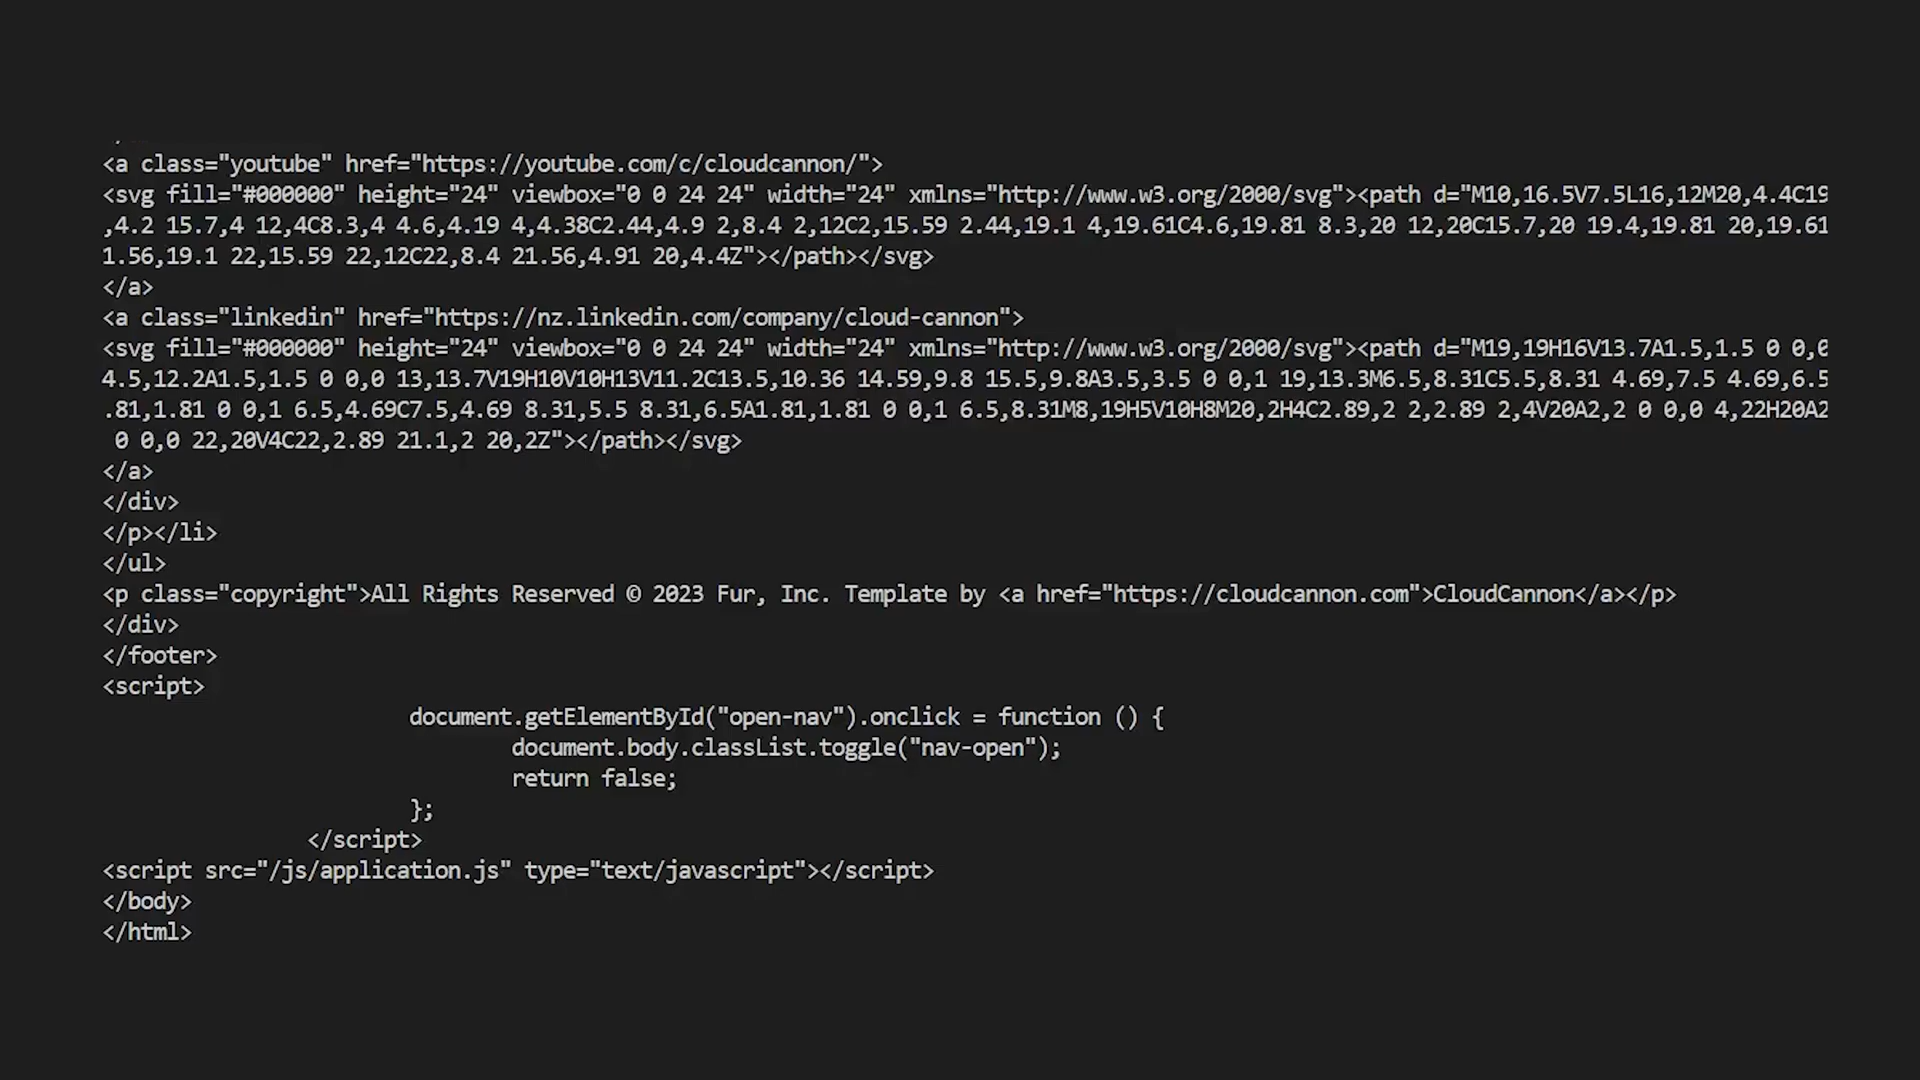 <a class="youtube" href="https://youtube.com/c/cloudcannon/">
<svg fill="#000000" height="24" viewbox="0 0 24 24" width="24" xmlns="http://www.w3.org/2000/svg"><path d="M10,16.5V7.5L16,12M20,4.4C19
,4.2 15.7,4 12,4C8.3,4 4.6,4.19 4,4.38C2.44,4.9 2,8.4 2,12C2,15.59 2.44,19.1 4,19.61C4.6,19.81 8.3,20 12,20C15.7,20 19.4,19.81 20,19.61
1.56,19.1 22,15.59 22,12C22,8.4 21.56,4.91 20,4.4Z"></path></svg>
</a>
<a class="linkedin" href="https://nz.linkedin.com/company/cloud-cannon">
<svg fill="#000000" height="24" viewbox="0 0 24 24" width="24" xmlns="http://www.w3.org/2000/svg"><path d="M19,19H16V13.7A1.5,1.5 0 0,0
4.5,12.2A1.5,1.5 0 0,0 13,13.7V19H10V10H13V11.2C13.5,10.36 14.59,9.8 15.5,9.8A3.5,3.5 0 0,1 19,13.3M6.5,8.31C5.5,8.31 4.69,7.5 4.69,6.5
.81,1.81 0 0,1 6.5,4.69C7.5,4.69 8.31,5.5 8.31,6.5A1.81,1.81 0 0,1 6.5,8.31M8,19H5V10H8M20,2H4C2.89,2 2,2.89 2,4V20A2,2 0 0,0 4,22H20A2
0 0,0 22,20V4C22,2.89 21.1,2 20,2Z"></path></svg>
</a>
</div>
</p></li>
</ul>
<p class="copyright">All Rights Reserved © 2023 Fur, Inc. Template by <a href="https://cloudcannon.com">CloudCannon</a></p>
</div>
</footer>
<script>
document.getElementById("open-nav").onclick = function () {
document.body.classList.toggle("nav-open");
return false;
};
</script>
<script src="/js/application.js" type="text/javascript"></script>
</body>
</html>